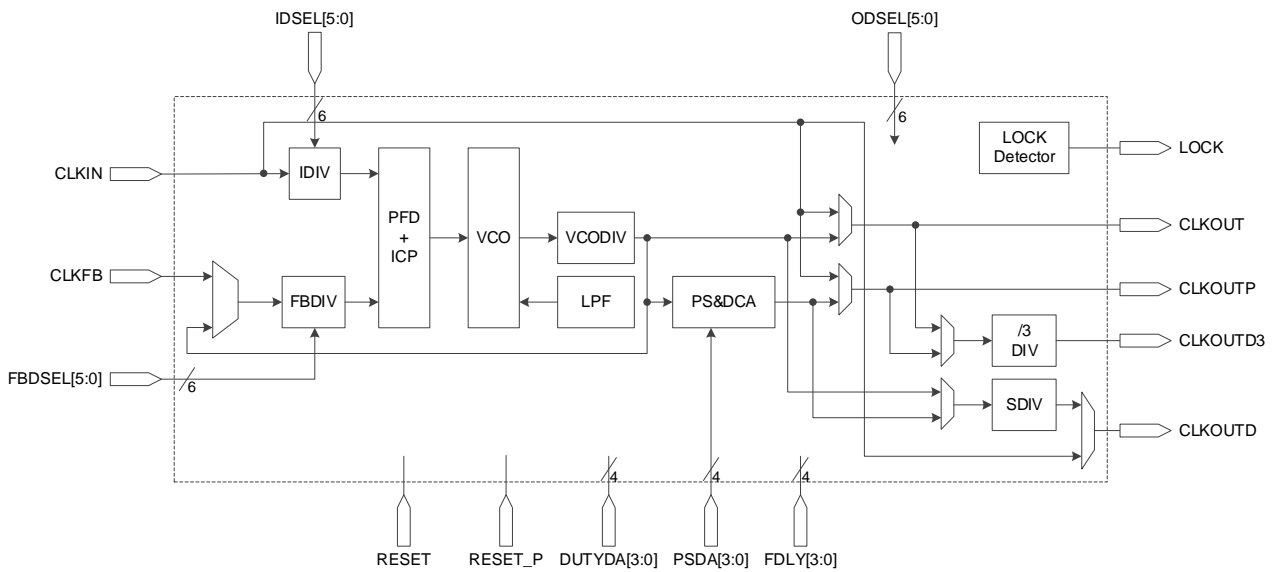 IDSEL[5:0]
ODSEL[5:0]
6
6
LOCK
Detector
LOCK
CLKIN
IDIV
PFD
+
ICP
VCO
VCODIV
CLKOUT
CLKFB
FBDIV
LPF
PS&DCA
CLKOUTP
/3
DIV
CLKOUTD3
FBDSEL[5:0]
6
SDIV
CLKOUTD
4
4
4
RESET
RESET_P
DUTYDA[3:0]
PSDA[3:0]
FDLY[3:0]